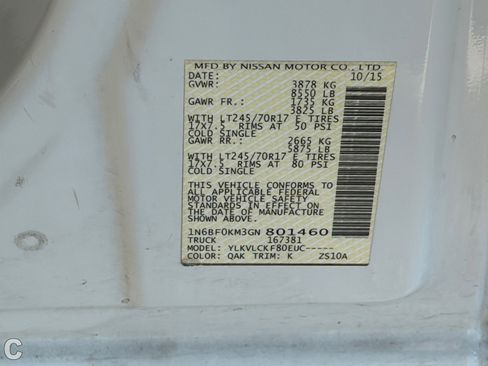 MFD BY NISSAN MOTOR CO., LTD.
DATE: 10/15
GVWR: 3878 KG
8550 LB
GAWR FR.: 1735 KG
3825 LB
WITH LT245/70R17 E TIRES
17X7.5 RIMS AT 50 PSI
COLD SINGLE
GAWR RR.: 2665 KG
5875 LB
WITH LT245/70R17 E TIRES
17X7.5 RIMS AT 80 PSI
COLD SINGLE
THIS VEHICLE CONFORMS TO
ALL APPLICABLE FEDERAL
MOTOR VEHICLE SAFETY
STANDARDS IN EFFECT ON
THE DATE OF MANUFACTURE
SHOWN ABOVE
1N6BF0KM3GN801460
TRUCK 167381
MODEL: YLKVLCKF80EUC-----
COLOR: QAK TRIM: K ZS10A
C